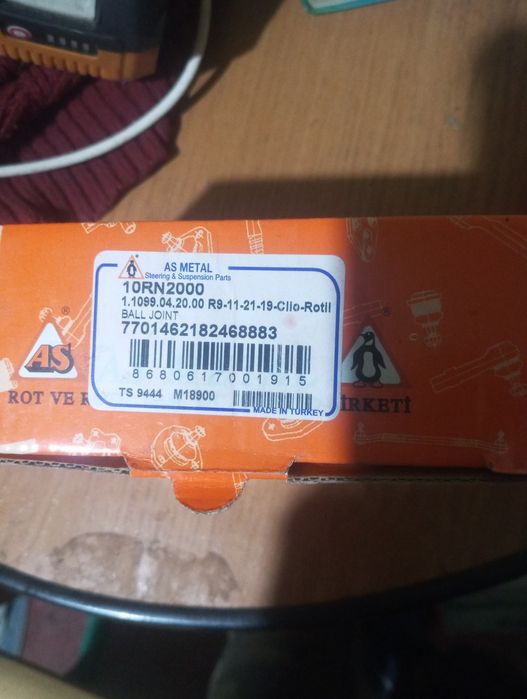 AS METAL
Steering & Suspension Parts
10RN2000
1.1099.04.20.00 R9-11-21-19-Clio-Rotil
BALL JOINT
7701462182468883
8680617001915
TS 9444 M18900
MADE IN TURKEY
AS
ROT VE
İRKETİ